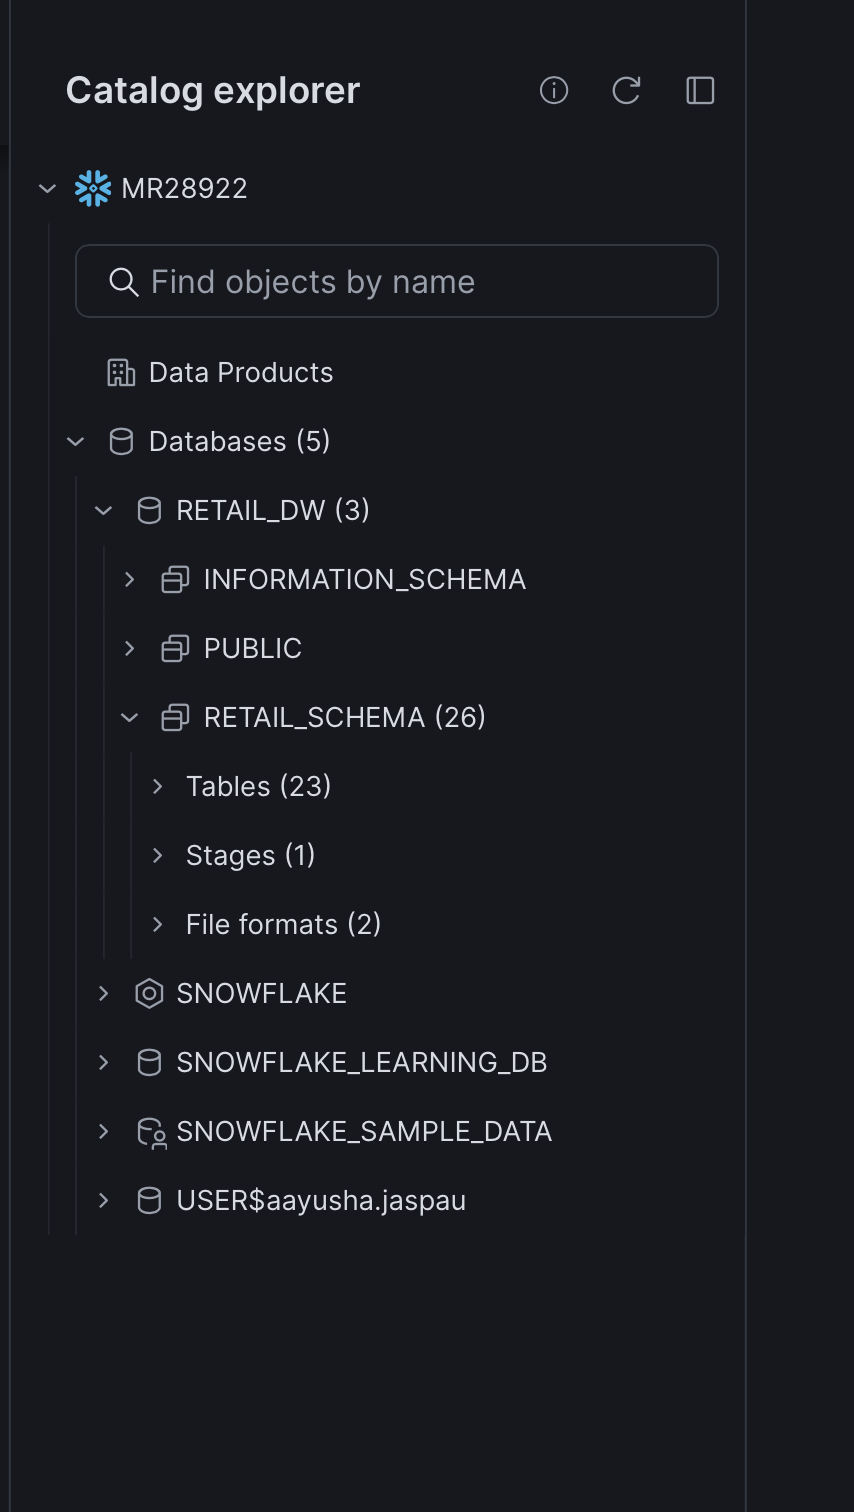 Catalog explorer
MR28922
Find objects by name
Data Products
Databases (5)
RETAIL_DW (3)
INFORMATION_SCHEMA
PUBLIC
RETAIL_SCHEMA (26)
Tables (23)
Stages (1)
File formats (2)
SNOWFLAKE
SNOWFLAKE_LEARNING_DB
SNOWFLAKE_SAMPLE_DATA
USER$aayusha.jaspau